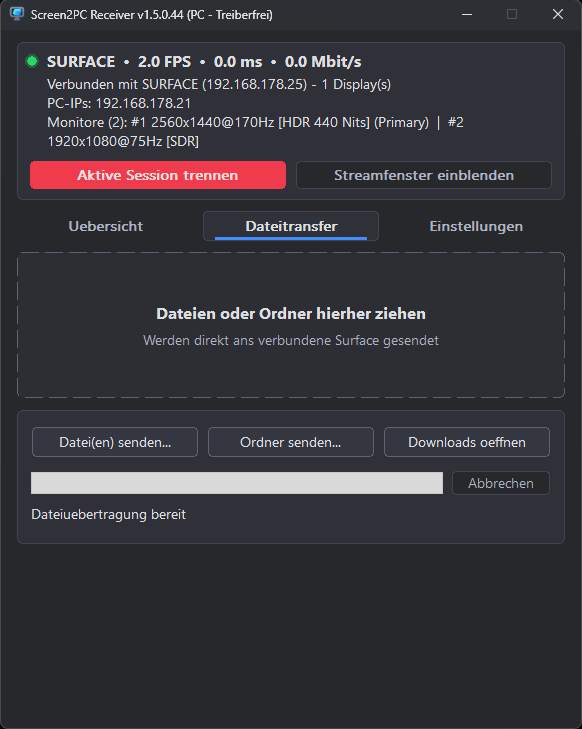 Screen2PC Receiver v1.5.0.44 (PC - Treiberfrei)
SURFACE • 2.0 FPS • 0.0 ms • 0.0 Mbit/s
Verbunden mit SURFACE (192.168.178.25) - 1 Display(s)
PC-IPs: 192.168.178.21
Monitore (2): #1 2560x1440@170Hz [HDR 440 Nits] (Primary) | #2
1920x1080@75Hz [SDR]
Aktive Session trennen
Streamfenster einblenden
Uebersicht
Dateitransfer
Einstellungen
Dateien oder Ordner hierher ziehen
Werden direkt ans verbundene Surface gesendet
Datei(en) senden...
Ordner senden...
Downloads oeffnen
Abbrechen
Dateiuebertragung bereit